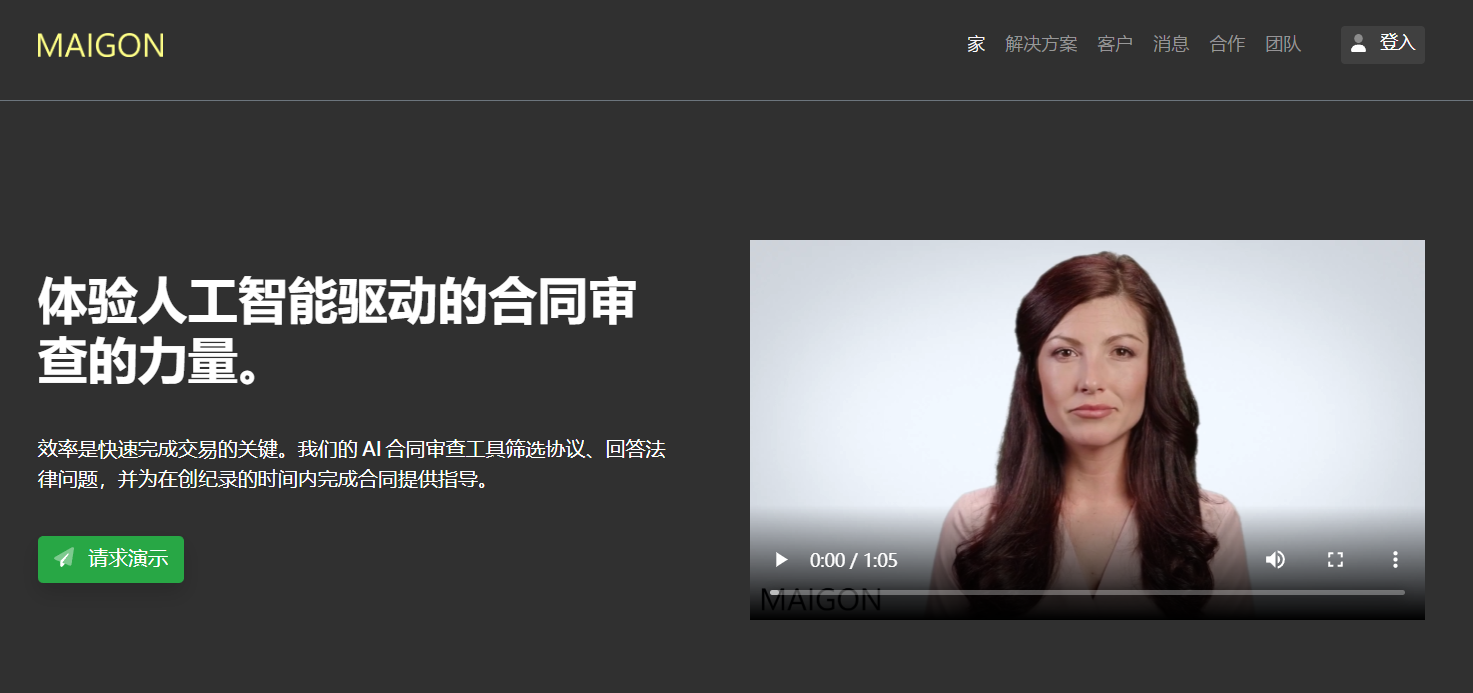 MAIGON
家 解决方案 客户 消息 合作 团队 登入
体验人工智能驱动的合同审
查的力量。
效率是快速完成交易的关键。我们的 AI 合同审查工具筛选协议、回答法
律问题，并为在创纪录的时间内完成合同提供指导。
请求演示
0:00 / 1:05
MAIGON